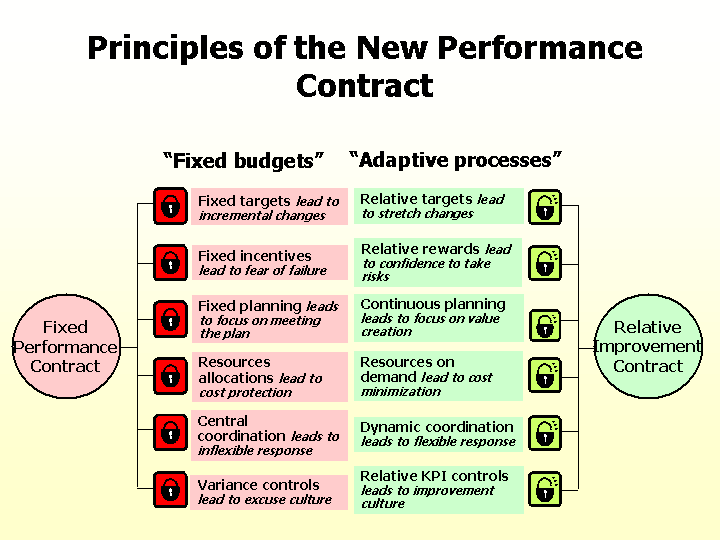 Principles of the New Performance
Contract
“Fixed budgets”
“Adaptive processes”
Fixed targets lead to
incremental changes
Relative targets lead
to stretch changes
Fixed incentives
lead to fear of failure
Relative rewards lead
to confidence to take
risks
Fixed planning leads
to focus on meeting
the plan
Continuous planning
leads to focus on value
creation
Fixed
Performance
Contract
Relative
Improvement
Contract
Resources
allocations lead to
cost protection
Resources on
demand lead to cost
minimization
Central
coordination leads to
inflexible response
Dynamic coordination
leads to flexible response
Variance controls
lead to excuse culture
Relative KPI controls
leads to improvement
culture